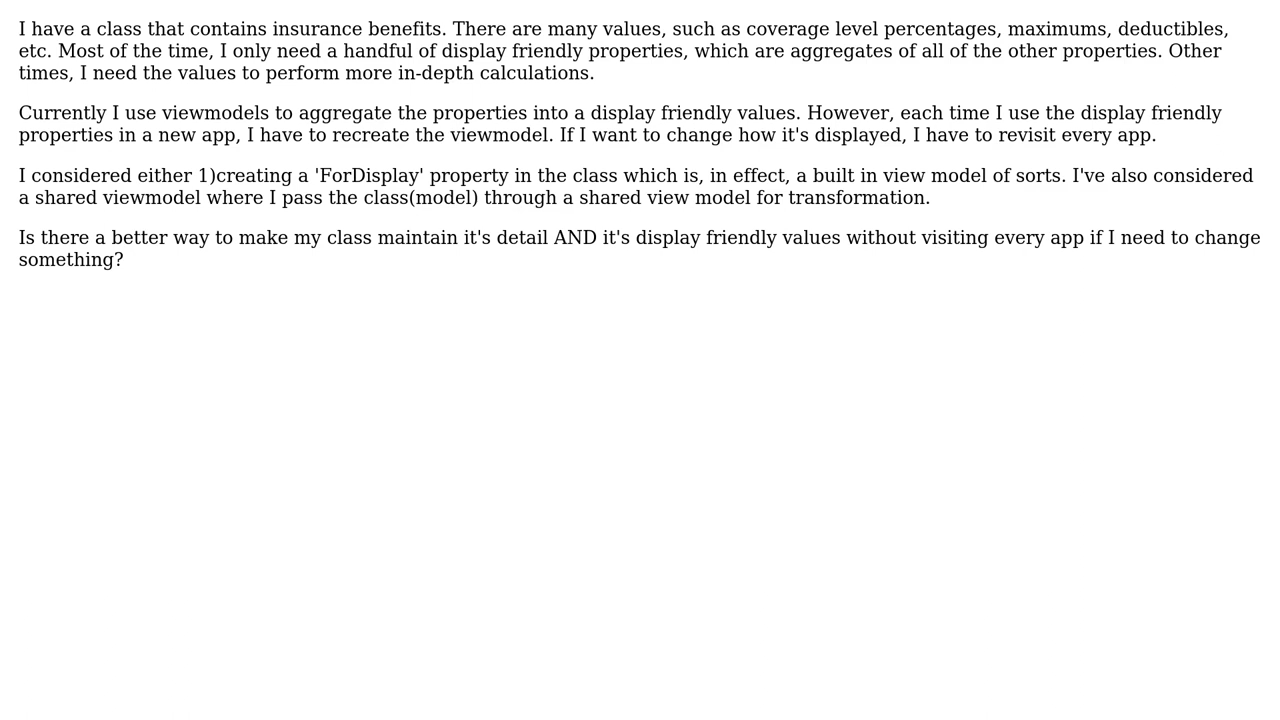 I have a class that contains insurance benefits. There are many values, such as coverage level percentages, maximums, deductibles,
etc. Most of the time, I only need a handful of display friendly properties, which are aggregates of all of the other properties. Other
times, I need the values to perform more in-depth calculations.
Currently I use viewmodels to aggregate the properties into a display friendly values. However, each time I use the display friendly
properties in a new app, I have to recreate the viewmodel. If I want to change how it's displayed, I have to revisit every app.
I considered either 1)creating a 'ForDisplay' property in the class which is, in effect, a built in view model of sorts. I've also considered
a shared viewmodel where I pass the class(model) through a shared view model for transformation.
Is there a better way to make my class maintain it's detail AND it's display friendly values without visiting every app if I need to change
something?